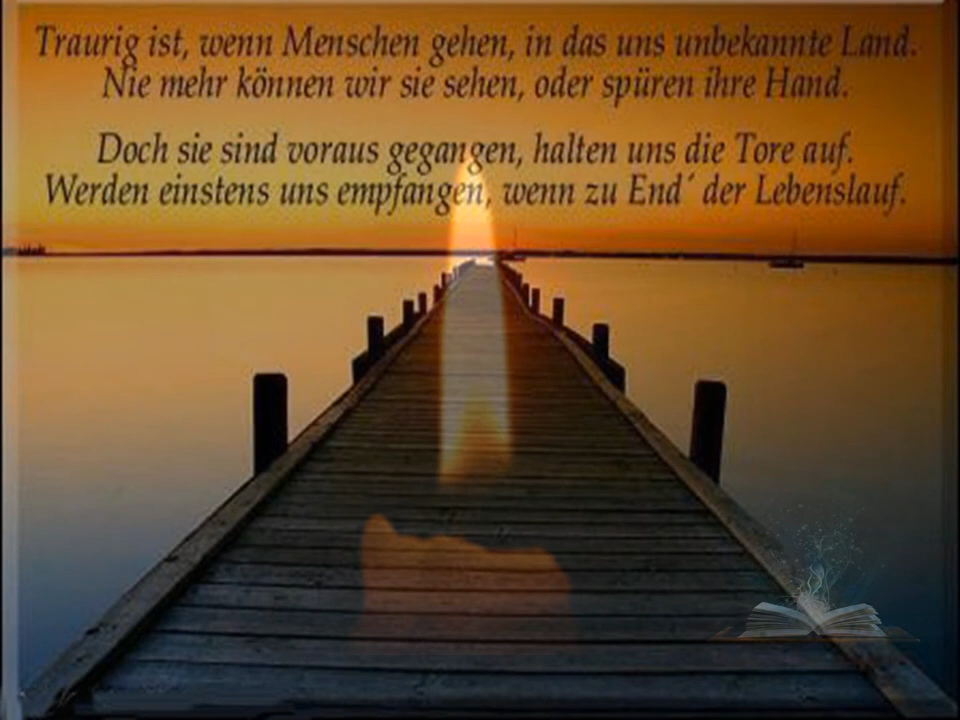 Traurig ist, wenn Menschen gehen, in das uns unbekannte Land.
Nie mehr können wir sie sehen, oder spüren ihre Hand.
Doch sie sind voraus gegangen, halten uns die Tore auf.
Werden einstens uns empfangen, wenn zu End´ der Lebenslauf.